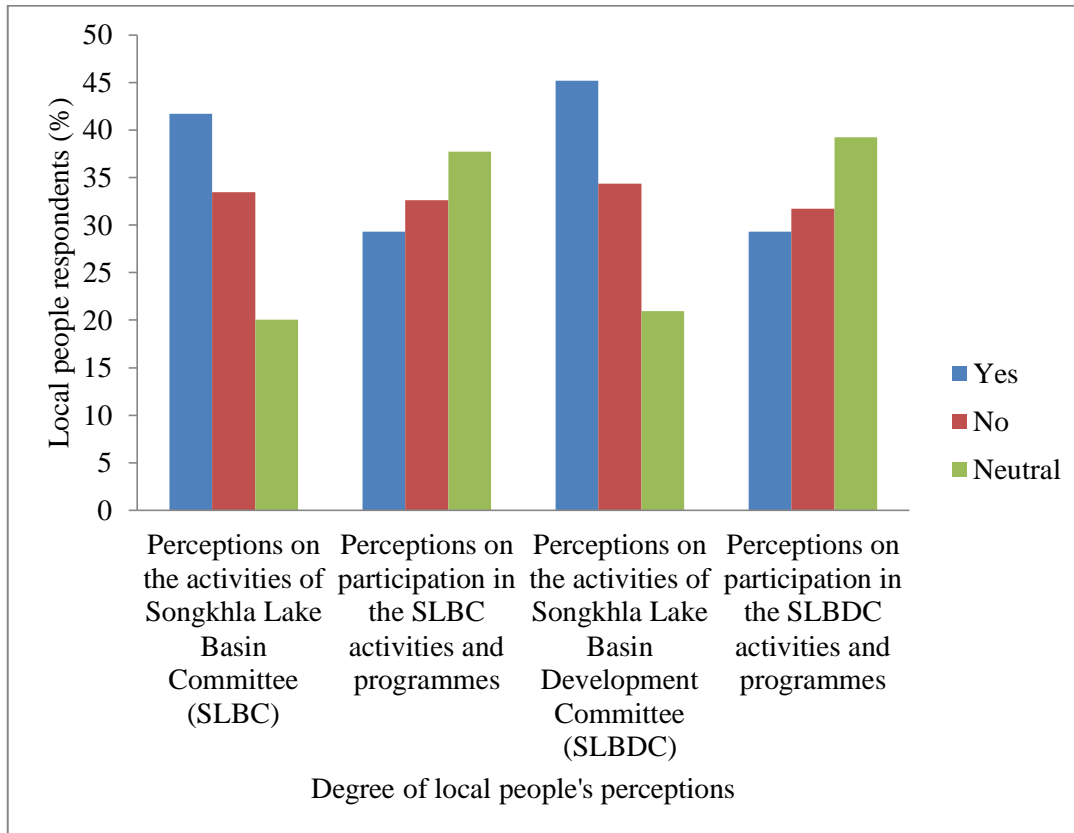 50
45
40
35
30
25
20
15
10
5
0
Local people respondents (%)
Yes
No
Neutral
Perceptions on
the activities of
Songkhla Lake
Basin
Committee
(SLBC)
Perceptions on
participation in
the SLBC
activities and
programmes
Perceptions on
the activities of
Songkhla Lake
Basin
Development
Committee
(SLBDC)
Perceptions on
participation in
the SLBDC
activities and
programmes
Degree of local people's perceptions